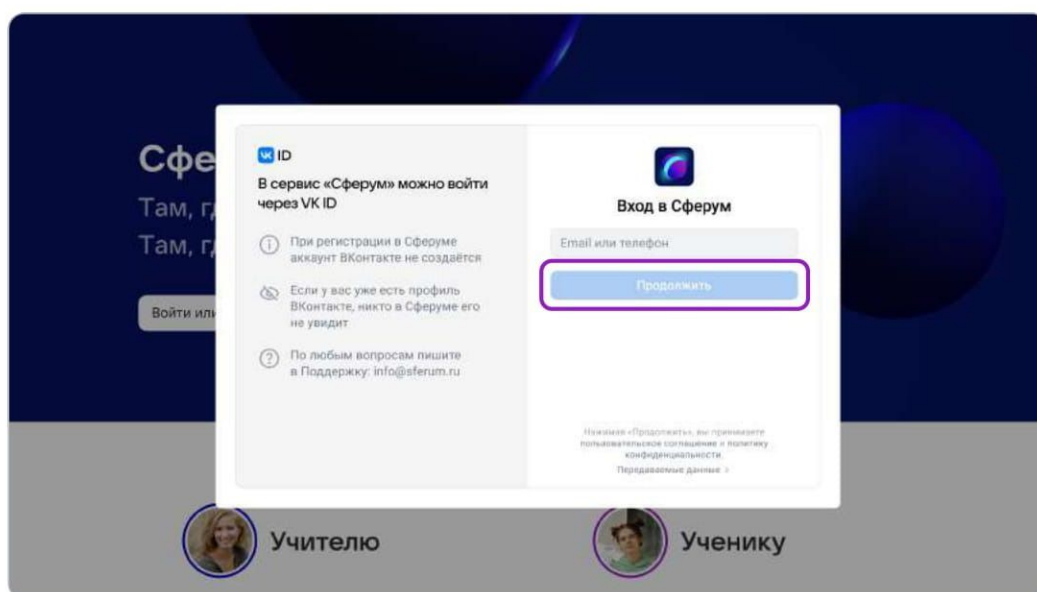 Сфе
Там, г
Там, г
Войти или
VK ID
В сервис «Сферум» можно войти
через VK ID
При регистрации в Сферуме
аккаунт ВКонтакте не создаётся
Если у вас уже есть профиль
ВКонтакте, никто в Сферуме его
не увидит
По любым вопросам пишите
в Поддержку: info@sferum.ru
Вход в Сферум
Email или телефон
Продолжить
Нажимая «Продолжить», вы принимаете
пользовательское соглашение и политику
конфиденциальности
Передаваемые данные
Учителю
Ученику